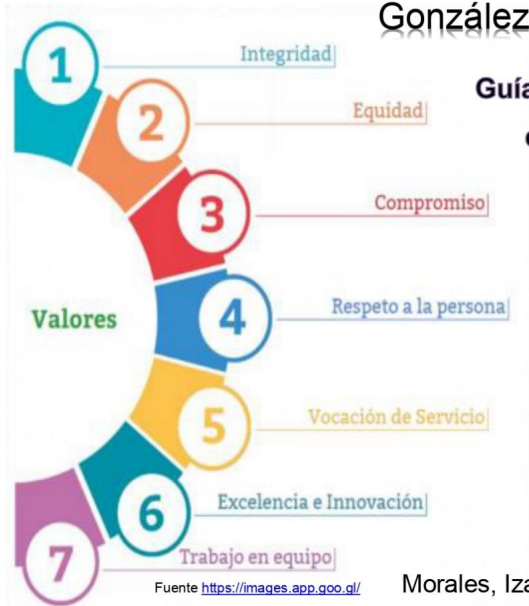 González
1
Integridad
Guía
2
Equidad
3
Compromiso
Valores
4
Respeto a la persona
5
Vocación de Servicio
6
Excelencia e Innovación
7
Trabajo en equipo
Fuente https://images.app.goo.gl/
Morales, Iza